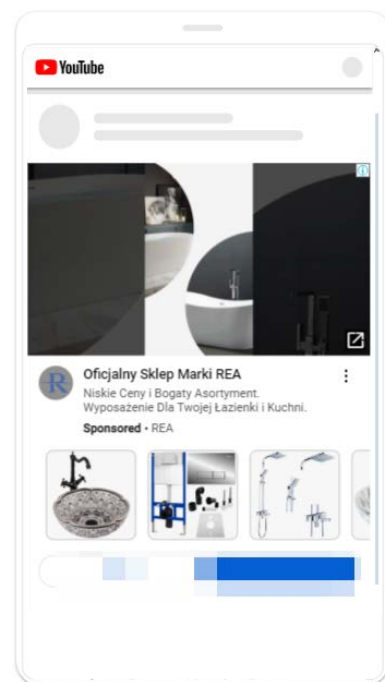 YouTube
Oficjalny Sklep Marki REA
Niskie Ceny i Bogaty Asortyment.
Wyposażenie Dla Twojej Łazienki i Kuchni.
Sponsored • REA
R